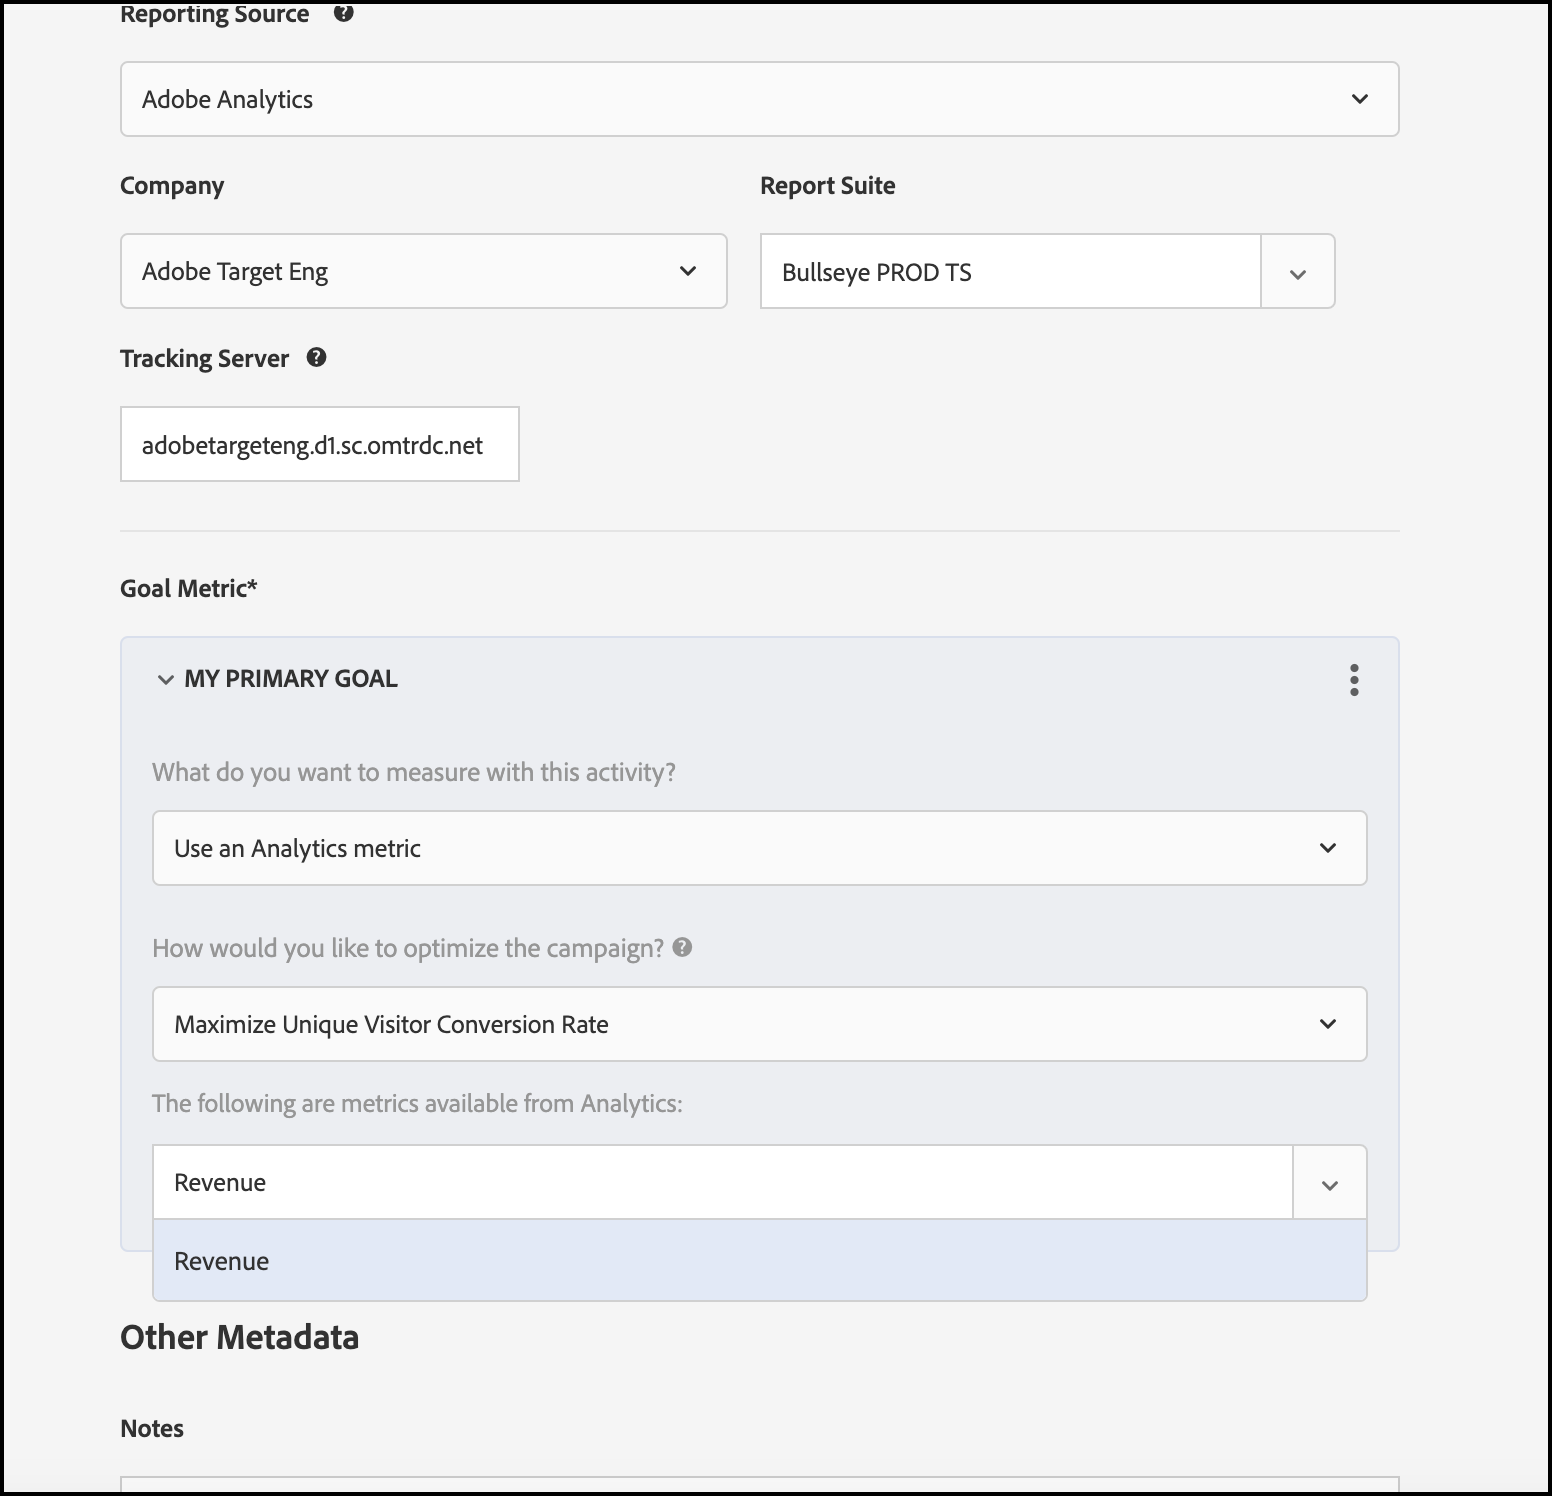 Reporting Source
Adobe Analytics
Company
Report Suite
Adobe Target Eng
Bullseye PROD TS
Tracking Server
adobetargeteng.d1.sc.omtrdc.net
Goal Metric*
MY PRIMARY GOAL
What do you want to measure with this activity?
Use an Analytics metric
How would you like to optimize the campaign?
Maximize Unique Visitor Conversion Rate
The following are metrics available from Analytics:
Revenue
Revenue
Other Metadata
Notes